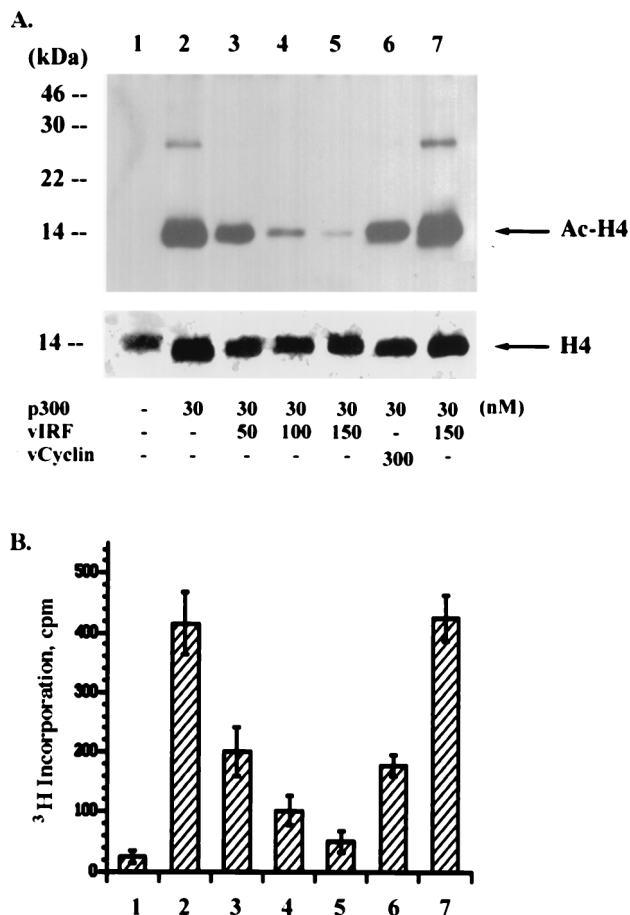 A.
1 2 3 4 5 6 7
(kDa)
46 --
30 --
22 --
14 -- Ac-H4
14 -- H4
p300 - 30 30 30 30 30 30 (nM)
vIRF - - 50 100 150 - 150
vCyclin - - - - - 300 -
B.
³H Incorporation, cpm
500
400
300
200
100
0
1 2 3 4 5 6 7